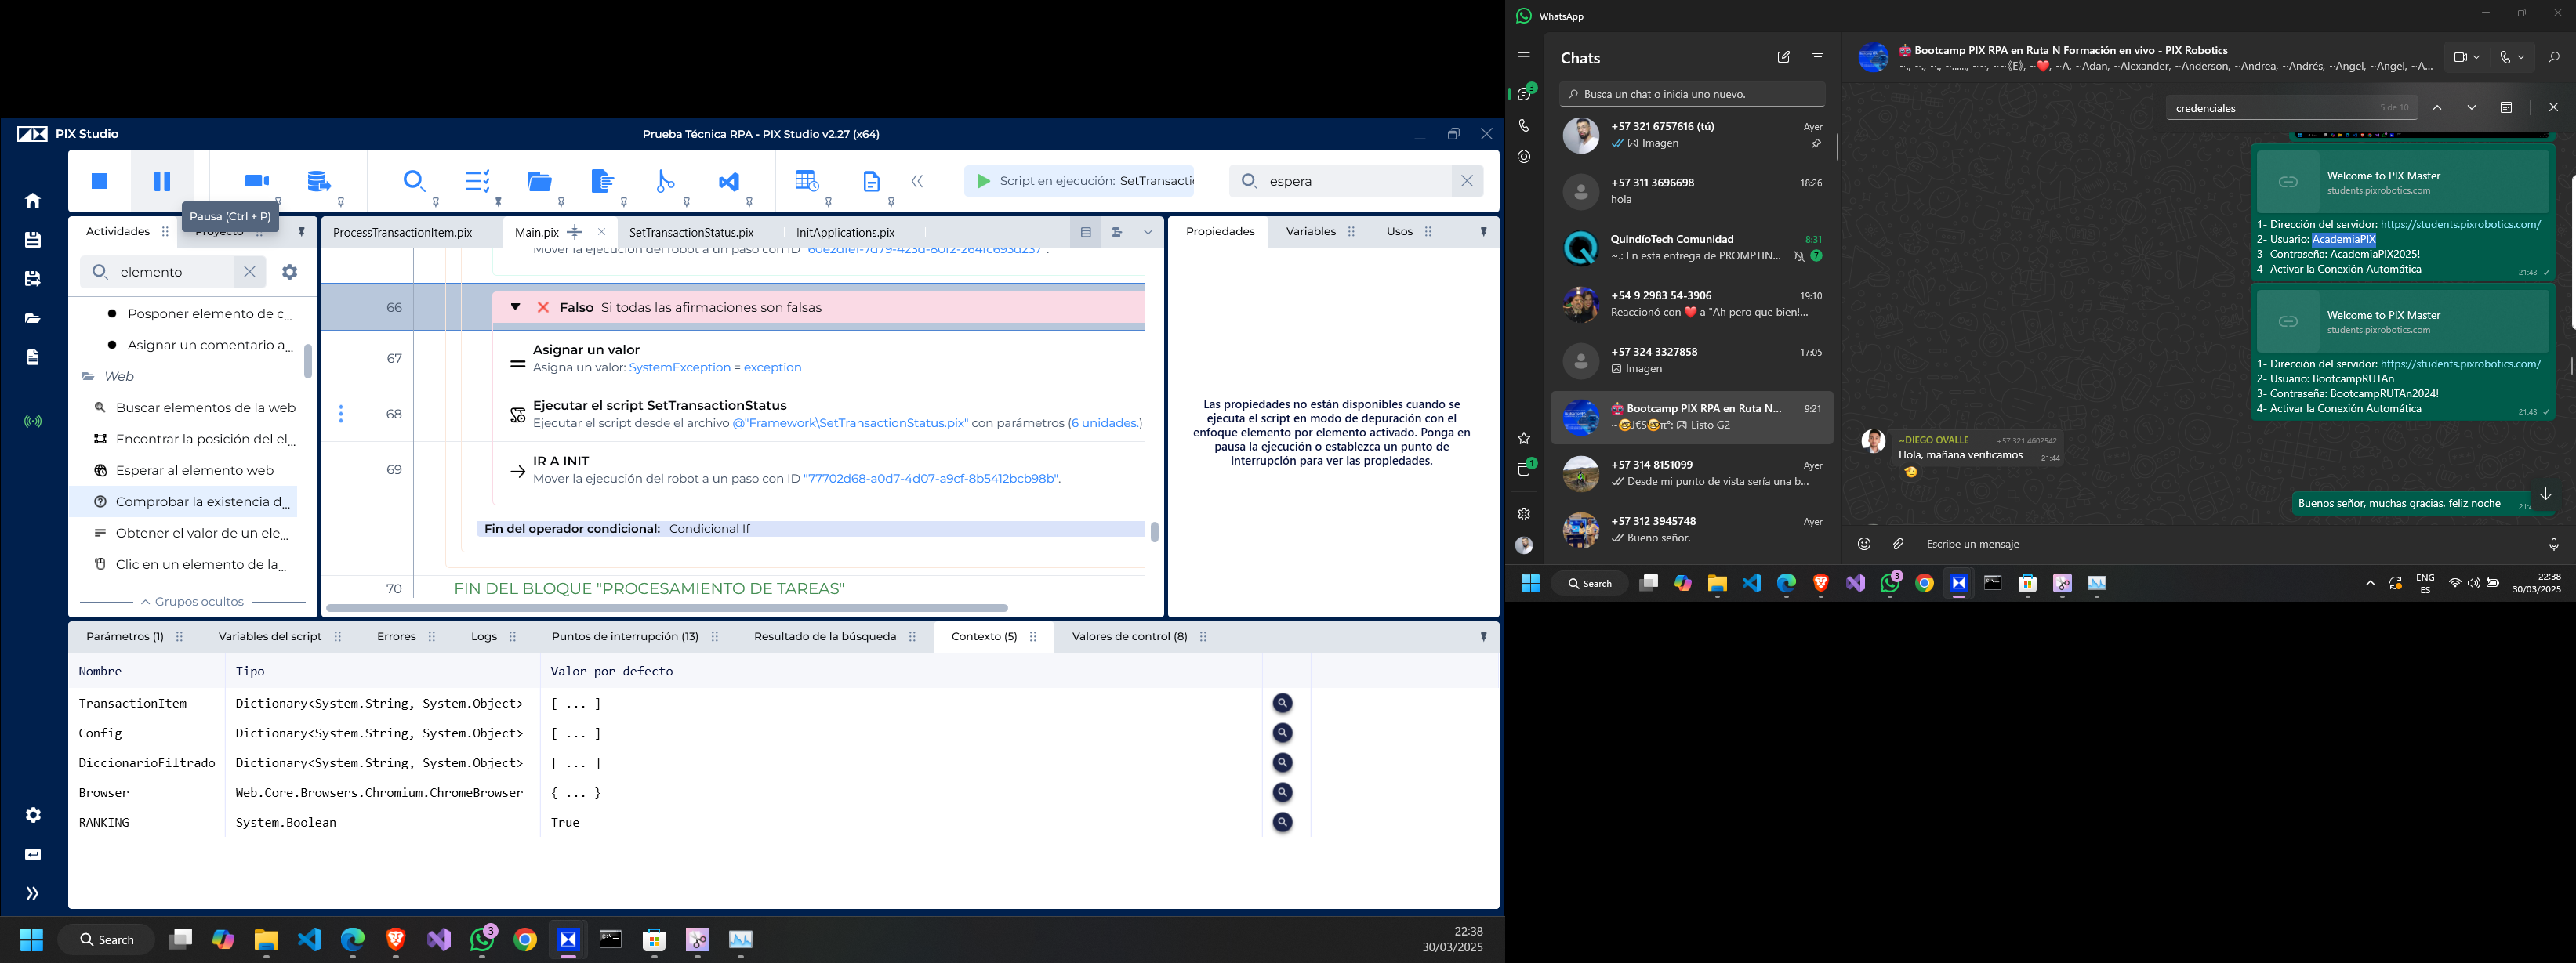 PIX Studio
Prueba Técnica RPA - PIX Studio v2.27 (x64)
Script en ejecución: SetTransactic
espera
Pausa (Ctrl + P)
Actividades
Proyecto
elemento
Posponer elemento de c...
Asignar un comentario a...
Web
Buscar elementos de la web
Encontrar la posición del el...
Esperar al elemento web
Comprobar la existencia d...
Obtener el valor de un ele...
Clic en un elemento de la...
Grupos ocultos
ProcessTransactionItem.pix
Main.pix
SetTransactionStatus.pix
InitApplications.pix
Mover la ejecución del robot a un paso con ID "60e2dfe1-7d79-423d-80f2-264fc693d237".
66
Falso Si todas las afirmaciones son falsas
67
Asignar un valor
Asigna un valor: SystemException = exception
68
Ejecutar el script SetTransactionStatus
Ejecutar el script desde el archivo @"Framework\SetTransactionStatus.pix" con parámetros (6 unidades.)
69
IR A INIT
Mover la ejecución del robot a un paso con ID "77702d68-a0d7-4d07-a9cf-8b5412bcb98b".
Fin del operador condicional: Condicional If
70
FIN DEL BLOQUE "PROCESAMIENTO DE TAREAS"
Propiedades
Variables
Usos
Las propiedades no están disponibles cuando se
ejecuta el script en modo de depuración con el
enfoque elemento por elemento activado. Ponga en
pausa la ejecución o establezca un punto de
interrupción para ver las propiedades.
Parámetros (1)
Variables del script
Errores
Logs
Puntos de interrupción (13)
Resultado de la búsqueda
Contexto (5)
Valores de control (8)
Nombre Tipo Valor por defecto
TransactionItem Dictionary<System.String, System.Object> [ ... ]
Config Dictionary<System.String, System.Object> [ ... ]
DiccionarioFiltrado Dictionary<System.String, System.Object> [ ... ]
Browser Web.Core.Browsers.Chromium.ChromeBrowser { ... }
RANKING System.Boolean True
Search
3
22:38
30/03/2025
WhatsApp
3
1
Chats
Busca un chat o inicia uno nuevo.
+57 321 6757616 (tú) Ayer
Imagen
+57 311 3696698 18:26
hola
QuindíoTech Comunidad 8:31
~.: En esta entrega de PROMPTIN... 7
+54 9 2983 54-3906 19:10
Reaccionó con ❤️ a "Ah pero que bien!...
+57 324 3327858 17:05
Imagen
🤖 Bootcamp PIX RPA en Ruta N... 9:21
~🤓J€S🤓π°: Listo G2
+57 314 8151099 Ayer
Desde mi punto de vista sería una b...
+57 312 3945748 Ayer
Bueno señor.
🤖 Bootcamp PIX RPA en Ruta N Formación en vivo - PIX Robotics
~., ~., ~., ~......, ~~, ~~⟪E⟫, ~❤️, ~A, ~Adan, ~Alexander, ~Anderson, ~Andrea, ~Andrés, ~Angel, ~Angel, ~A...
credenciales 5 de 10
Welcome to PIX Master
students.pixrobotics.com
1- Dirección del servidor: https://students.pixrobotics.com/
2- Usuario: AcademiaPIX
3- Contraseña: AcademiaPIX2025!
4- Activar la Conexión Automática
21:43
Welcome to PIX Master
students.pixrobotics.com
1- Dirección del servidor: https://students.pixrobotics.com/
2- Usuario: BootcampRUTAn
3- Contraseña: BootcampRUTAn2024!
4- Activar la Conexión Automática
21:43
~DIEGO OVALLE +57 321 4602542
Hola, mañana verificamos
21:44
Buenos señor, muchas gracias, feliz noche
Escribe un mensaje
Search
3
ENG
ES
22:38
30/03/2025